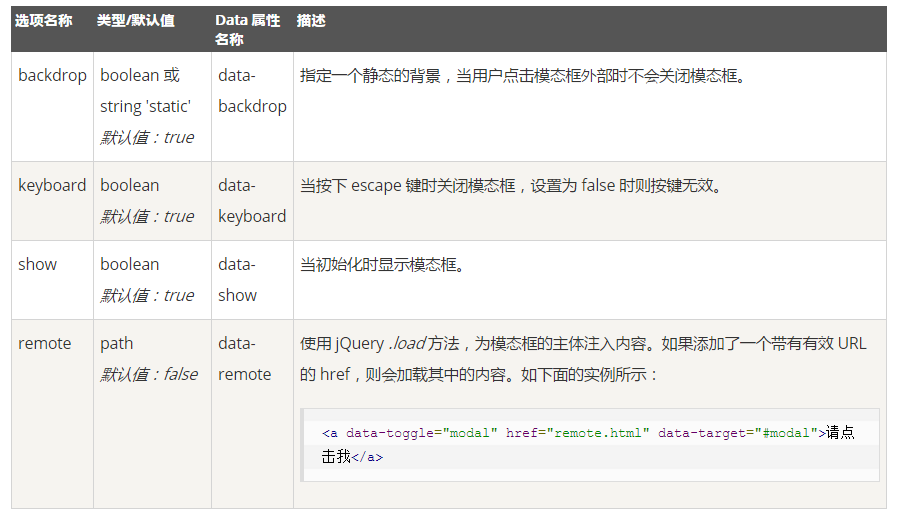 选项名称 类型/默认值 Data 属性名称 描述
backdrop boolean 或 string 'static' 默认值：true data-backdrop 指定一个静态的背景，当用户点击模态框外部时不会关闭模态框。
keyboard boolean 默认值：true data-keyboard 当按下 escape 键时关闭模态框，设置为 false 时则按键无效。
show boolean 默认值：true data-show 当初始化时显示模态框。
remote path 默认值：false data-remote 使用 jQuery .load 方法，为模态框的主体注入内容。如果添加了一个带有有效 URL
的 href，则会加载其中的内容。如下面的实例所示：
<a data-toggle="modal" href="remote.html" data-target="#modal">请点
击我</a>